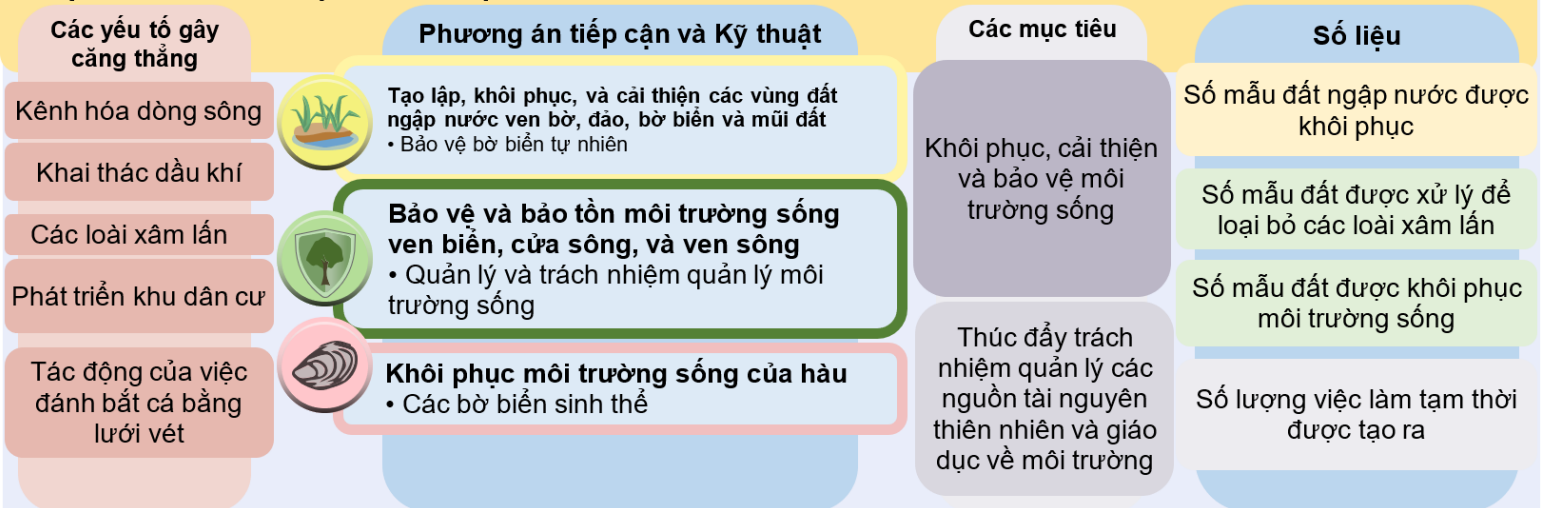 Các yếu tố gây
căng thẳng
Kênh hóa dòng sông
Khai thác dầu khí
Các loài xâm lấn
Phát triển khu dân cư
Tác động của việc
đánh bắt cá bằng
lưới vét
Phương án tiếp cận và Kỹ thuật
Tạo lập, khôi phục, và cải thiện các vùng đất
ngập nước ven bờ, đảo, bờ biển và mũi đất
• Bảo vệ bờ biển tự nhiên
Bảo vệ và bảo tồn môi trường sống
ven biển, cửa sông, và ven sông
• Quản lý và trách nhiệm quản lý môi
trường sống
Khôi phục môi trường sống của hàu
• Các bờ biển sinh thể
Các mục tiêu
Khôi phục, cải thiện
và bảo vệ môi
trường sống
Thúc đẩy trách
nhiệm quản lý các
nguồn tài nguyên
thiên nhiên và giáo
dục về môi trường
Số liệu
Số mẫu đất ngập nước được
khôi phục
Số mẫu đất được xử lý để
loại bỏ các loài xâm lấn
Số mẫu đất được khôi phục
môi trường sống
Số lượng việc làm tạm thời
được tạo ra